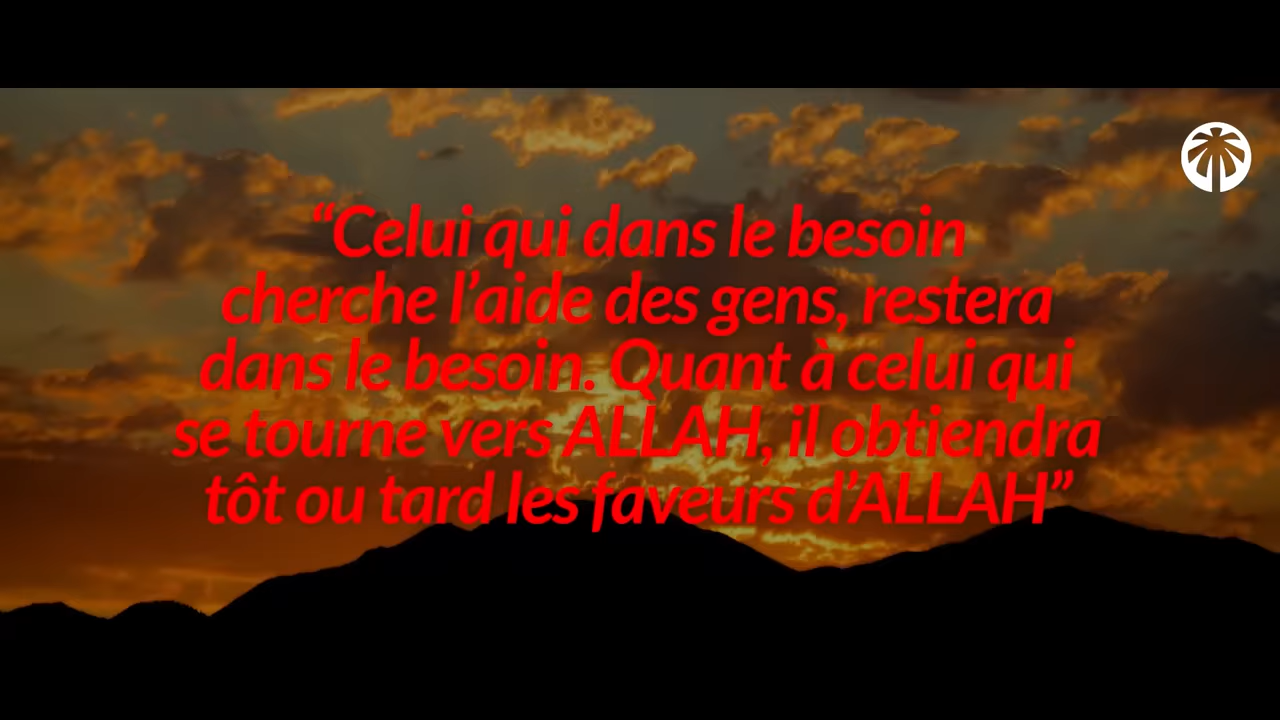 “Celui qui dans le besoin
cherche l’aide des gens, restera
dans le besoin. Quant à celui qui
se tourne vers ALLAH, il obtiendra
tôt ou tard les faveurs d’ALLAH”